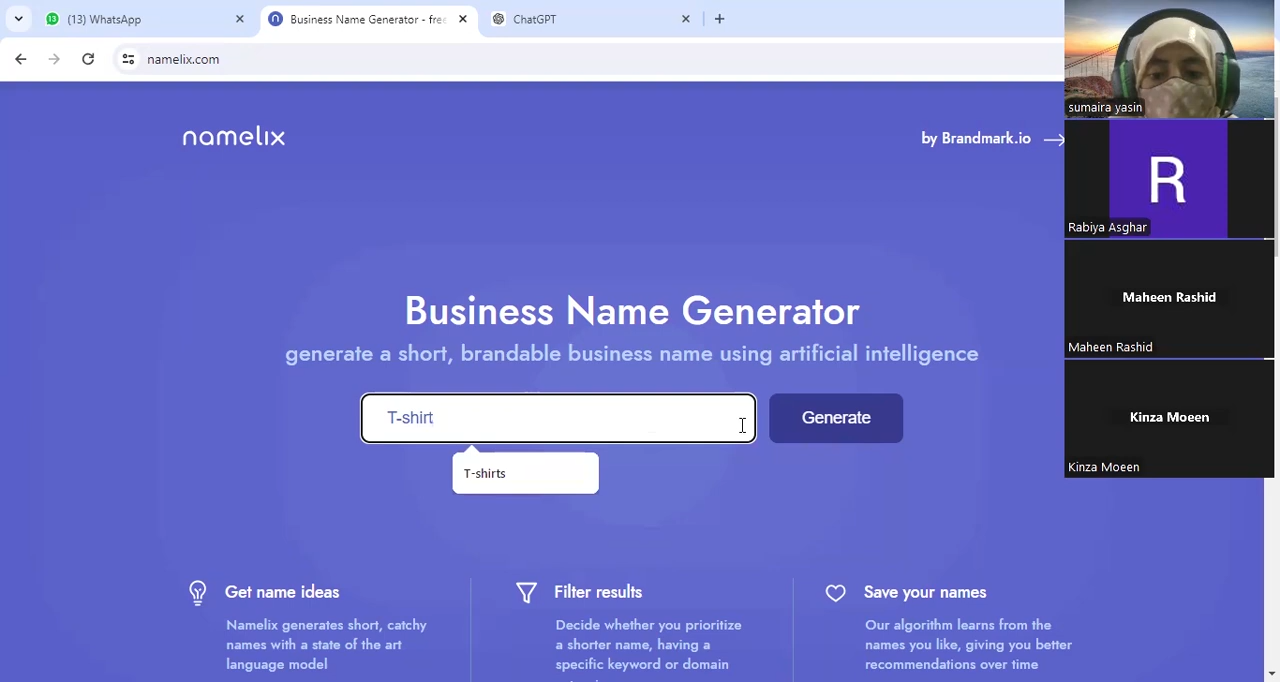 (13) WhatsApp
Business Name Generator - free
ChatGPT
namelix.com
namelix
by Brandmark.io
Business Name Generator
generate a short, brandable business name using artificial intelligence
T-shirt
Generate
T-shirts
Get name ideas
Namelix generates short, catchy
names with a state of the art
language model
Filter results
Decide whether you prioritize
a shorter name, having a
specific keyword or domain
Save your names
Our algorithm learns from the
names you like, giving you better
recommendations over time
sumaira yasin
R
Rabiya Asghar
Maheen Rashid
Maheen Rashid
Kinza Moeen
Kinza Moeen